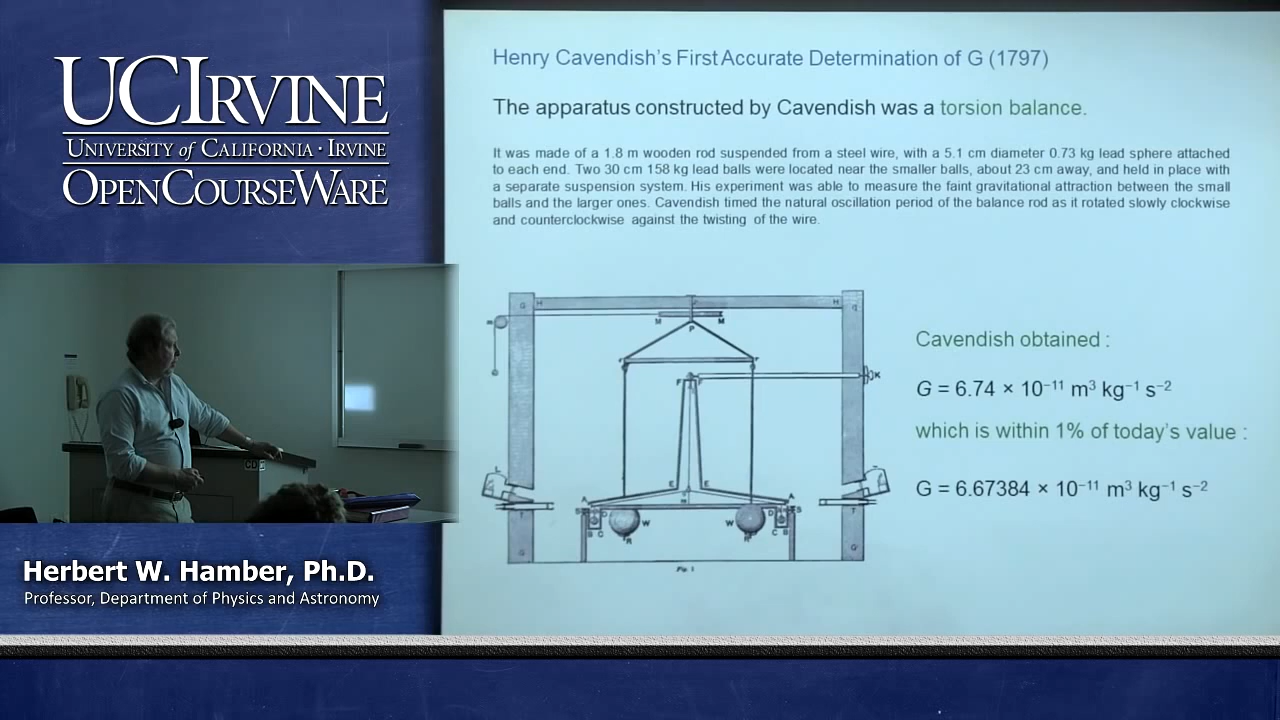 UCIRVINE
UNIVERSITY of CALIFORNIA · IRVINE
OPENCOURSEWARE
Herbert W. Hamber, Ph.D.
Professor, Department of Physics and Astronomy
Henry Cavendish's First Accurate Determination of G (1797)
The apparatus constructed by Cavendish was a torsion balance.
It was made of a 1.8 m wooden rod suspended from a steel wire, with a 5.1 cm diameter 0.73 kg lead sphere attached
to each end. Two 30 cm 158 kg lead balls were located near the smaller balls, about 23 cm away, and held in place with
a separate suspension system. His experiment was able to measure the faint gravitational attraction between the small
balls and the larger ones. Cavendish timed the natural oscillation period of the balance rod as it rotated slowly clockwise
and counterclockwise against the twisting of the wire.
G H H G
M M
P
r r
F F K
E E
A A
S D W W D S
B C R R C B
L
T T
G G
Fig. 1
Cavendish obtained :
G = 6.74 × 10⁻¹¹ m³ kg⁻¹ s⁻²
which is within 1% of today's value :
G = 6.67384 × 10⁻¹¹ m³ kg⁻¹ s⁻²